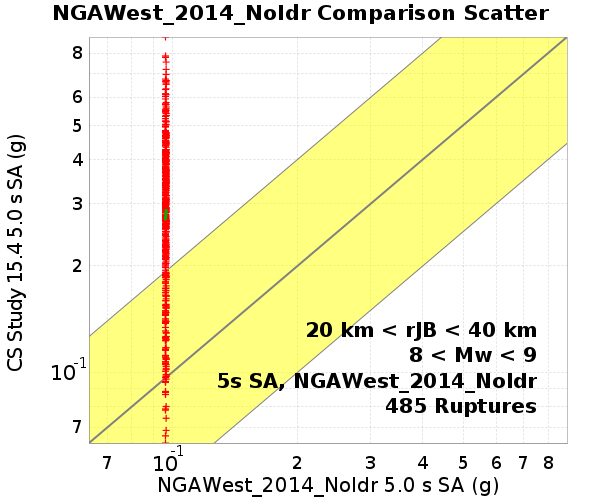 NGAWest_2014_NoIdr Comparison Scatter
CS Study 15.4 5.0 s SA (g)
8
6
5
4
3
2
10-1
7
20 km < rJB < 40 km
8 < Mw < 9
5s SA, NGAWest_2014_NoIdr
485 Ruptures
7 10-1 2 3 4 5 6 7 8
NGAWest_2014_NoIdr 5.0 s SA (g)